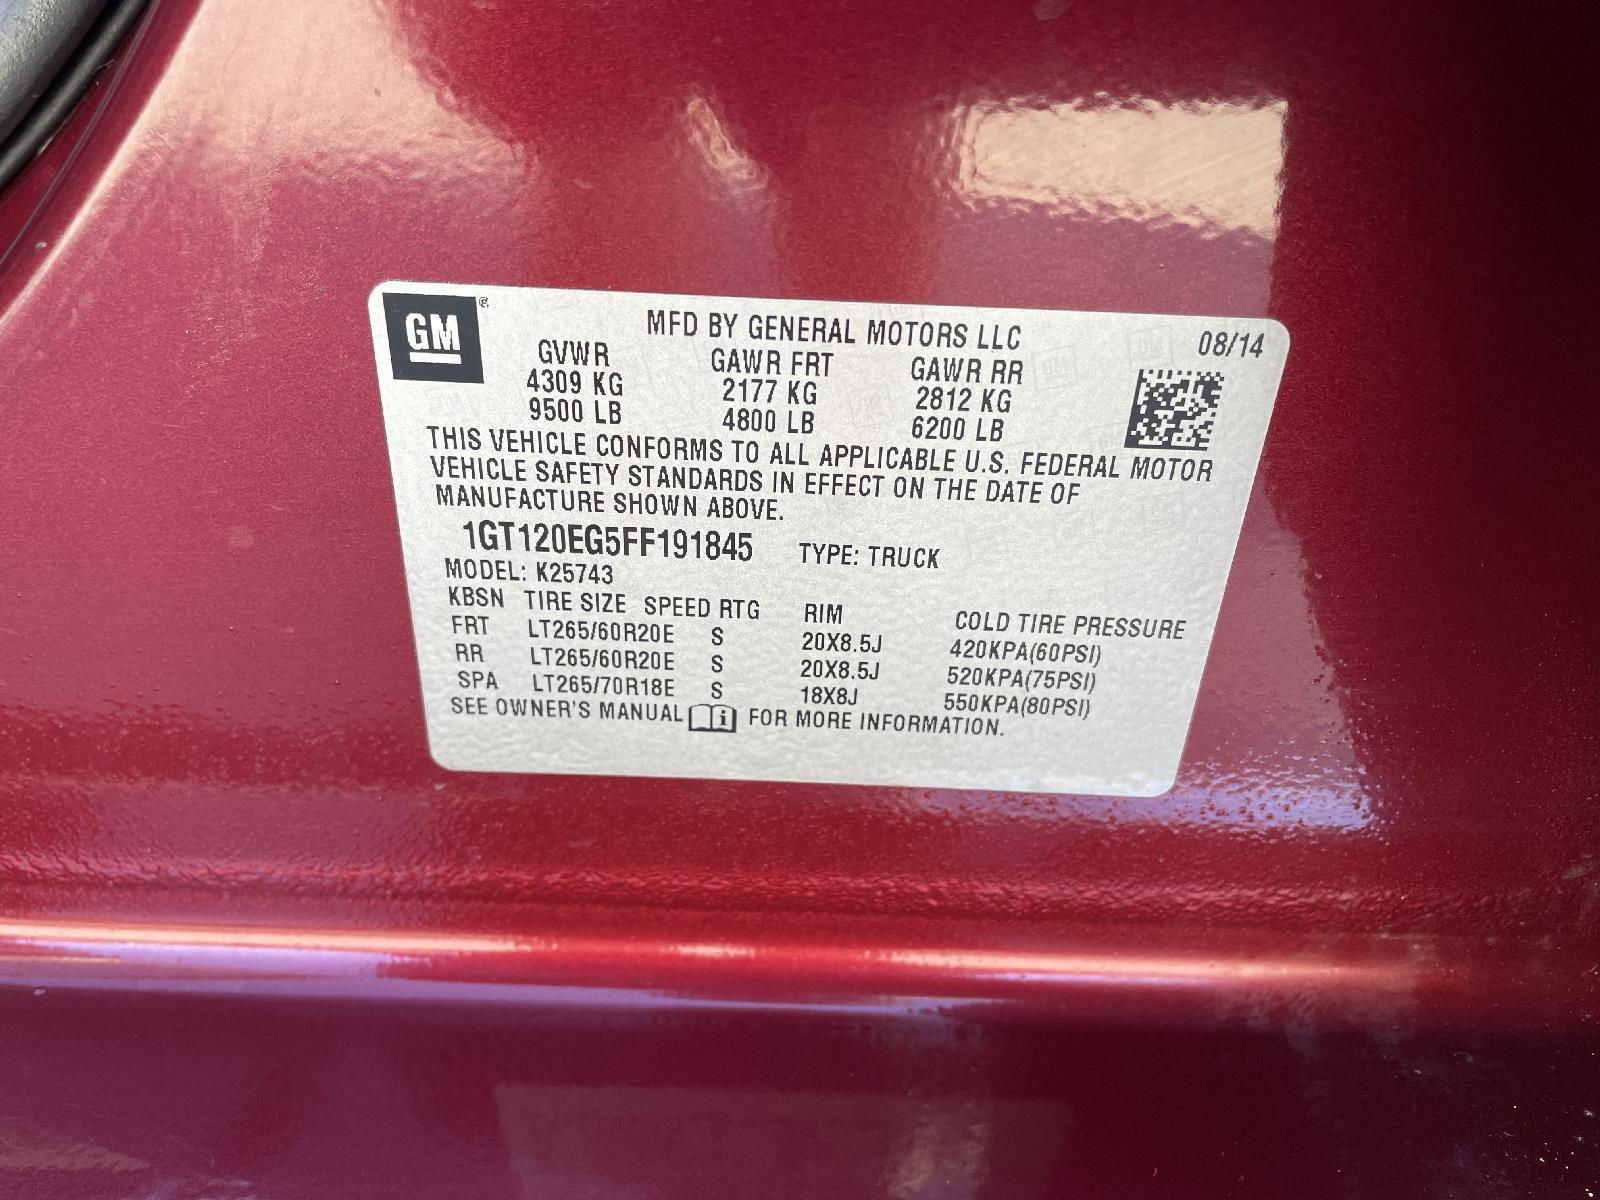 GM
MFD BY GENERAL MOTORS LLC 08/14
GVWR GAWR FRT GAWR RR
4309 KG 2177 KG 2812 KG
9500 LB 4800 LB 6200 LB
THIS VEHICLE CONFORMS TO ALL APPLICABLE U.S. FEDERAL MOTOR
VEHICLE SAFETY STANDARDS IN EFFECT ON THE DATE OF
MANUFACTURE SHOWN ABOVE.
1GT120EG5FF191845 TYPE: TRUCK
MODEL: K25743
KBSN TIRE SIZE SPEED RTG RIM COLD TIRE PRESSURE
FRT LT265/60R20E S 20X8.5J 420KPA(60PSI)
RR LT265/60R20E S 20X8.5J 520KPA(75PSI)
SPA LT265/70R18E S 18X8J 550KPA(80PSI)
SEE OWNER'S MANUAL i FOR MORE INFORMATION.